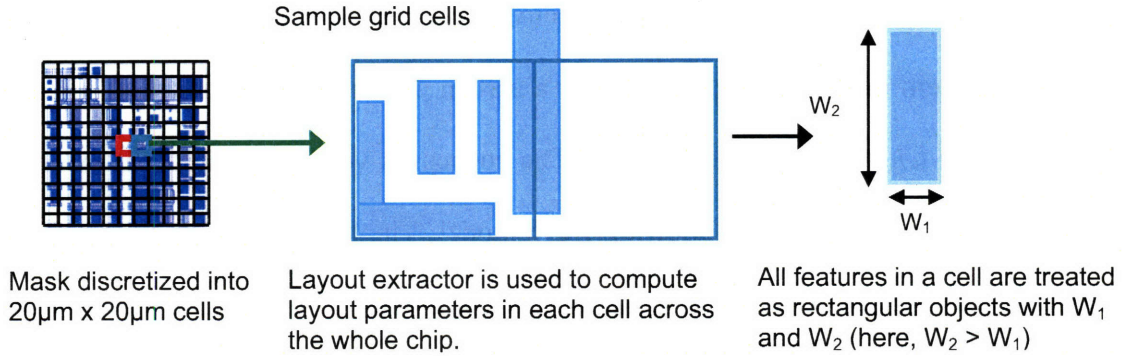 Sample grid cells
W₂
W₁
Mask discretized into
20µm x 20µm cells
Layout extractor is used to compute
layout parameters in each cell across
the whole chip.
All features in a cell are treated
as rectangular objects with W₁
and W₂ (here, W₂ > W₁)